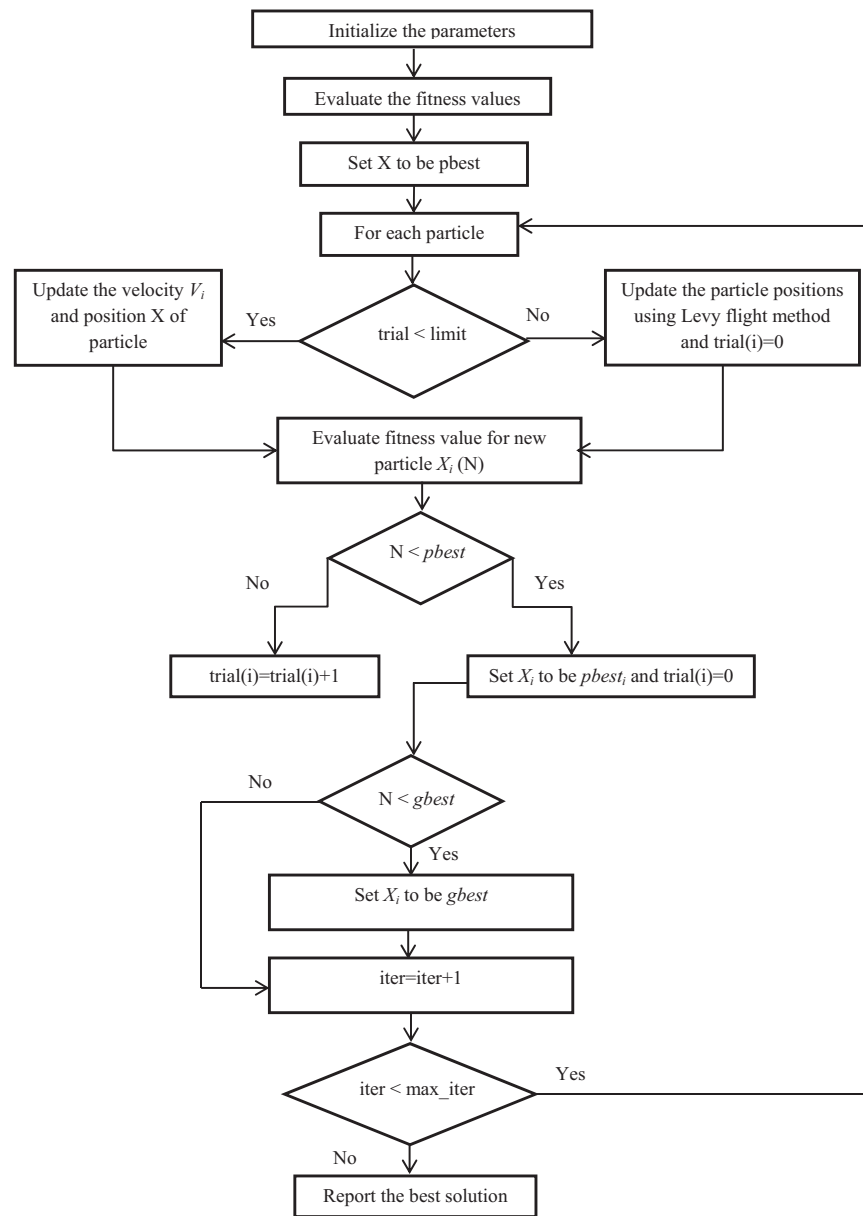 Initialize the parameters
Evaluate the fitness values
Set X to be pbest
For each particle
Update the velocity Vi
and position X of
particle
Yes
trial < limit
No
Update the particle positions
using Levy flight method
and trial(i)=0
Evaluate fitness value for new
particle Xi (N)
N < pbest
No
Yes
trial(i)=trial(i)+1
Set Xi to be pbesti and trial(i)=0
No
N < gbest
Yes
Set Xi to be gbest
iter=iter+1
iter < max_iter
Yes
No
Report the best solution